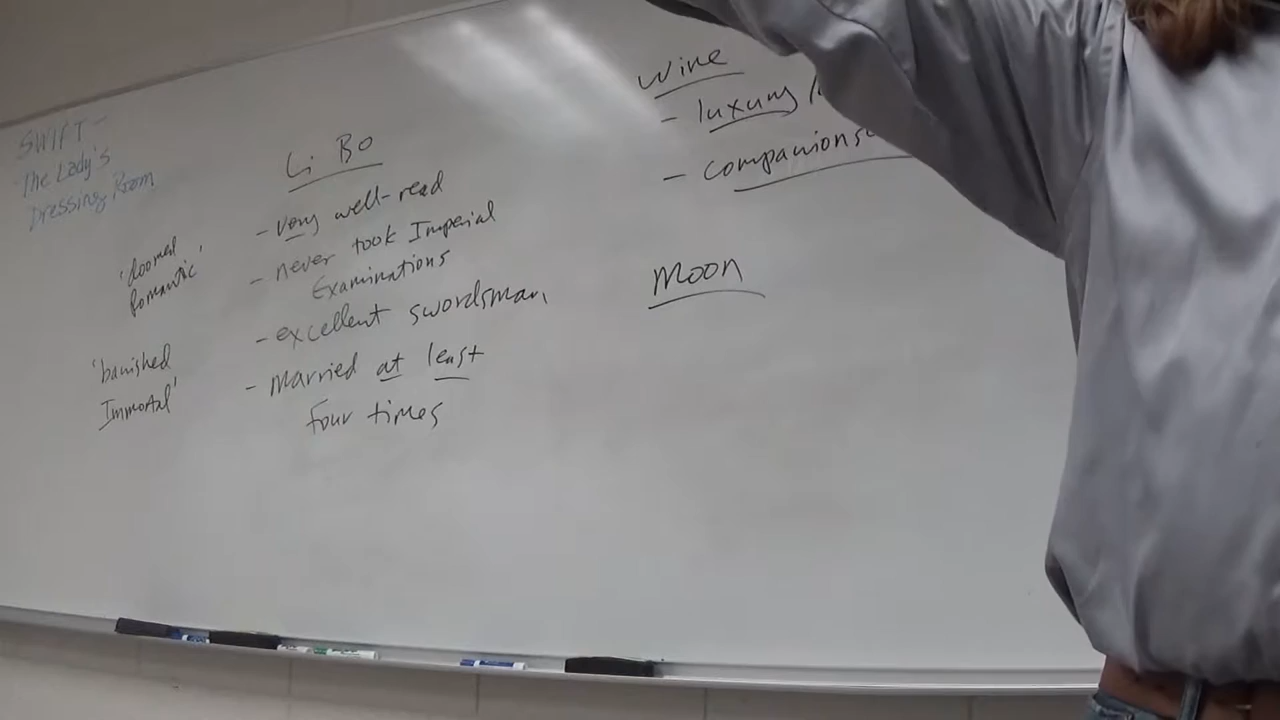 SWIFT -
The Lady's
Dressing Room
'doomed
Romantic'
'banished
Immortal'
Li Bo
- very well-read
- never took Imperial
Examinations
- excellent swordsman
- married at least
four times
Wine
- luxury
-
Moon